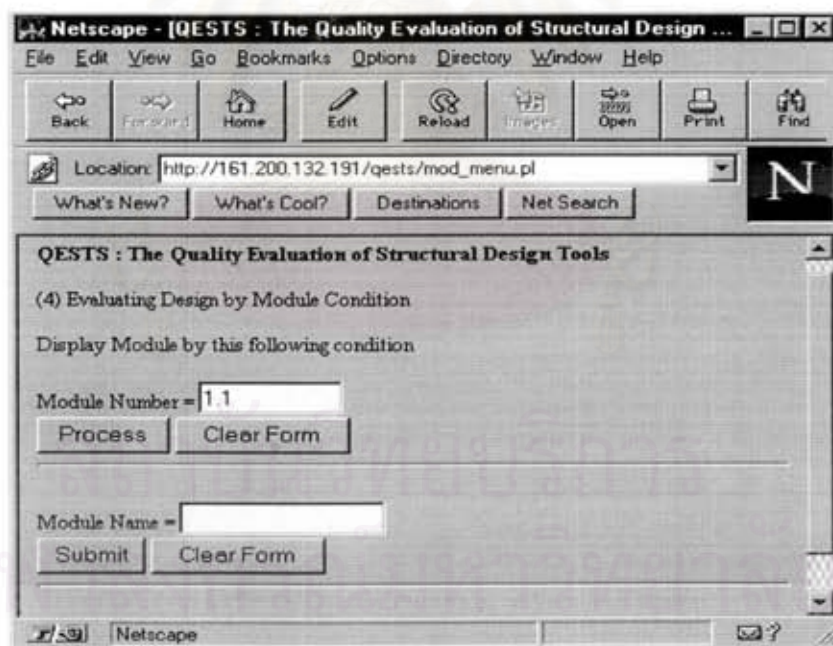 Netscape - [QESTS : The Quality Evaluation of Structural Design ...
File Edit View Go Bookmarks Options Directory Window Help
Back Forward Home Edit Reload Images Open Print Find
Location: http://161.200.132.191/qests/mod_menu.pl
N
What's New? What's Cool? Destinations Net Search
QESTS : The Quality Evaluation of Structural Design Tools
(4) Evaluating Design by Module Condition
Display Module by this following condition
Module Number = 1.1
Process Clear Form
Module Name =
Submit Clear Form
Netscape